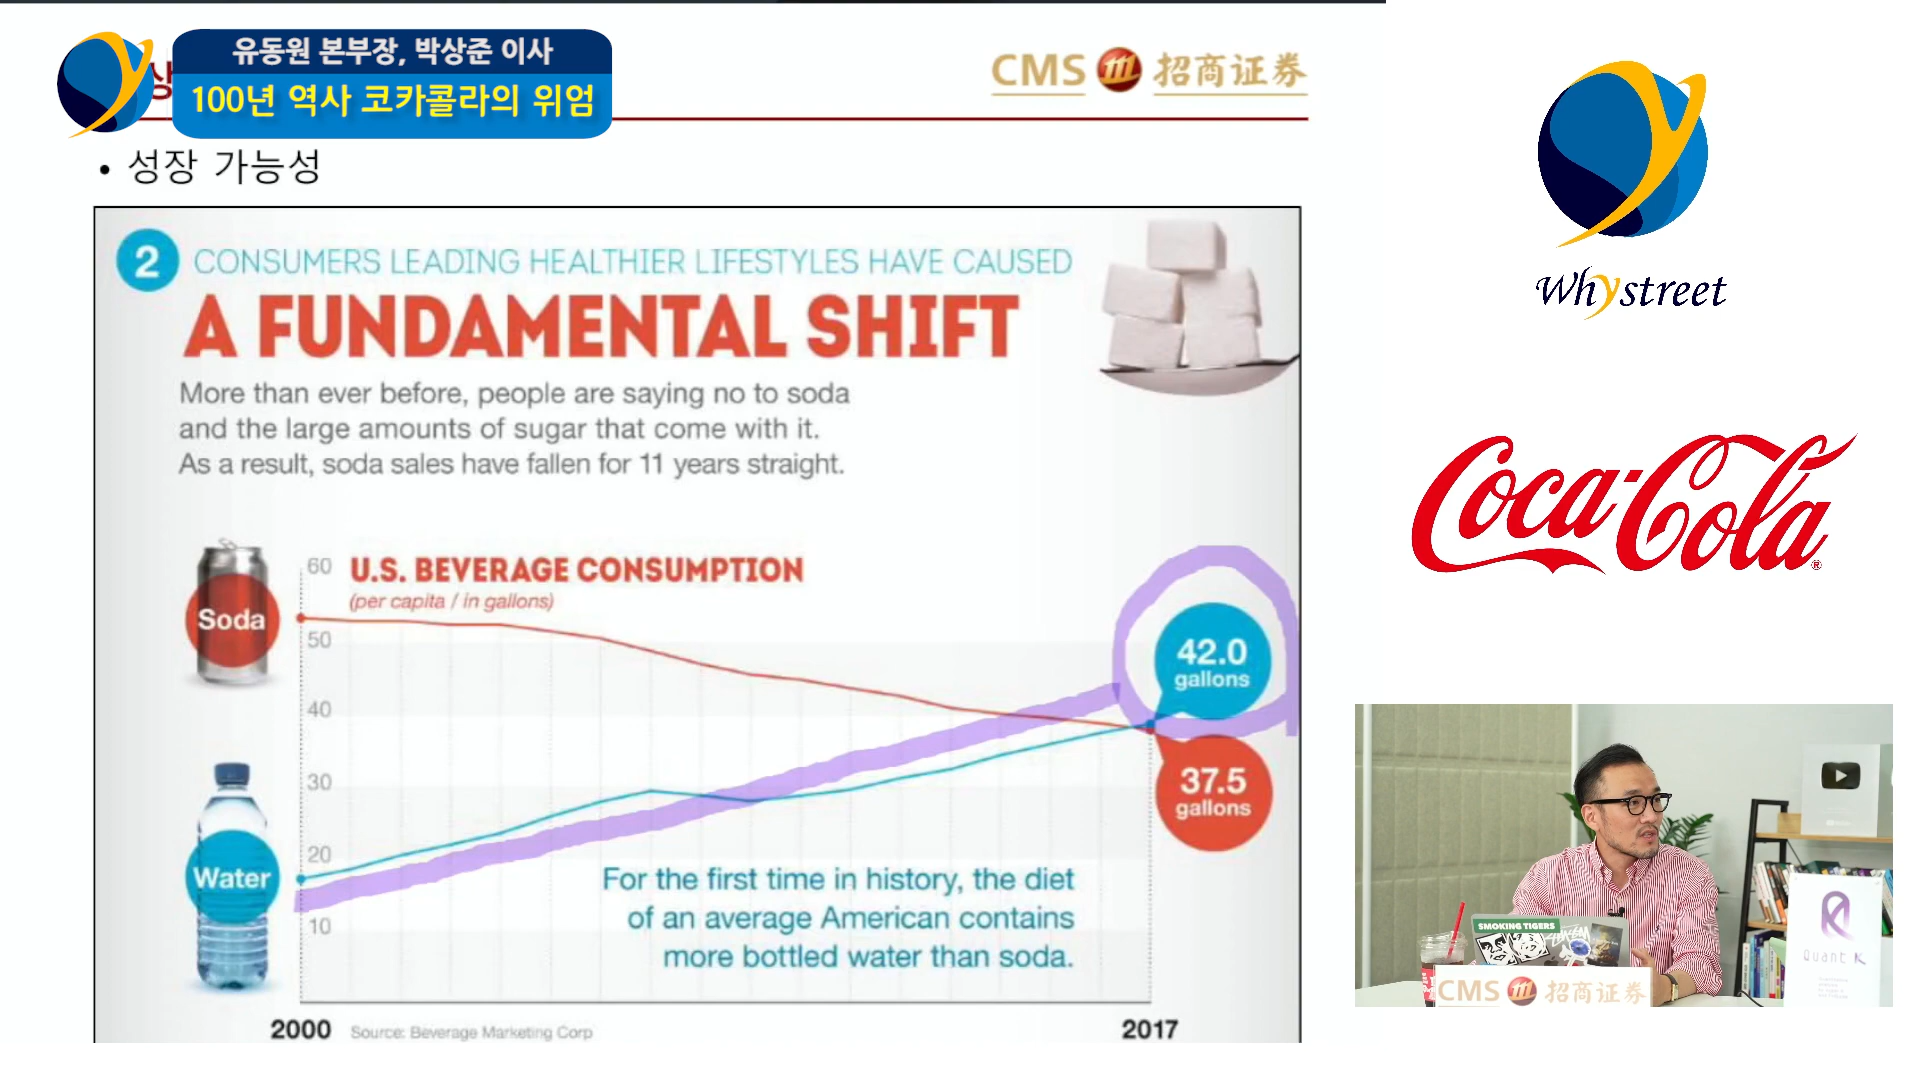 유동원 본부장, 박상준 이사
100년 역사 코카콜라의 위엄
CMS 招商证券
• 성장 가능성
2 CONSUMERS LEADING HEALTHIER LIFESTYLES HAVE CAUSED
A FUNDAMENTAL SHIFT
More than ever before, people are saying no to soda
and the large amounts of sugar that come with it.
As a result, soda sales have fallen for 11 years straight.
U.S. BEVERAGE CONSUMPTION
(per capita / in gallons)
60
Soda
50
40
30
20
Water
10
42.0
gallons
37.5
gallons
For the first time in history, the diet
of an average American contains
more bottled water than soda.
2000
Source: Beverage Marketing Corp
2017
Whystreet
Coca-Cola
SMOKING TIGERS
CMS 招商证券
Quant K